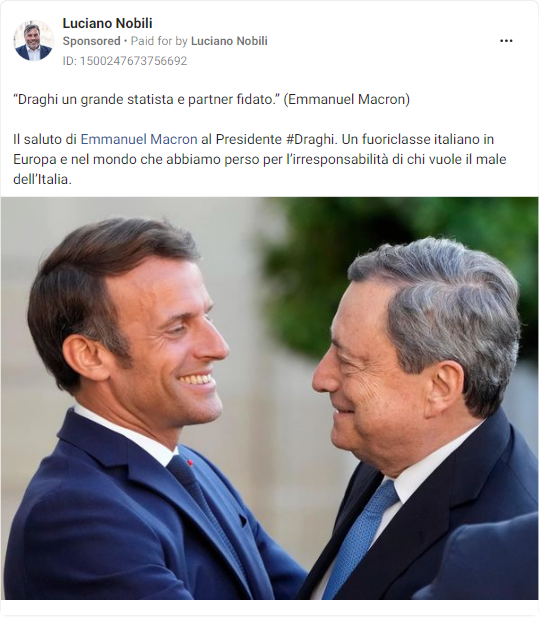 Luciano Nobili
Sponsored • Paid for by Luciano Nobili
ID: 1500247673756692
“Draghi un grande statista e partner fidato.” (Emmanuel Macron)
Il saluto di Emmanuel Macron al Presidente #Draghi. Un fuoriclasse italiano in
Europa e nel mondo che abbiamo perso per l’irresponsabilità di chi vuole il male
dell’Italia.